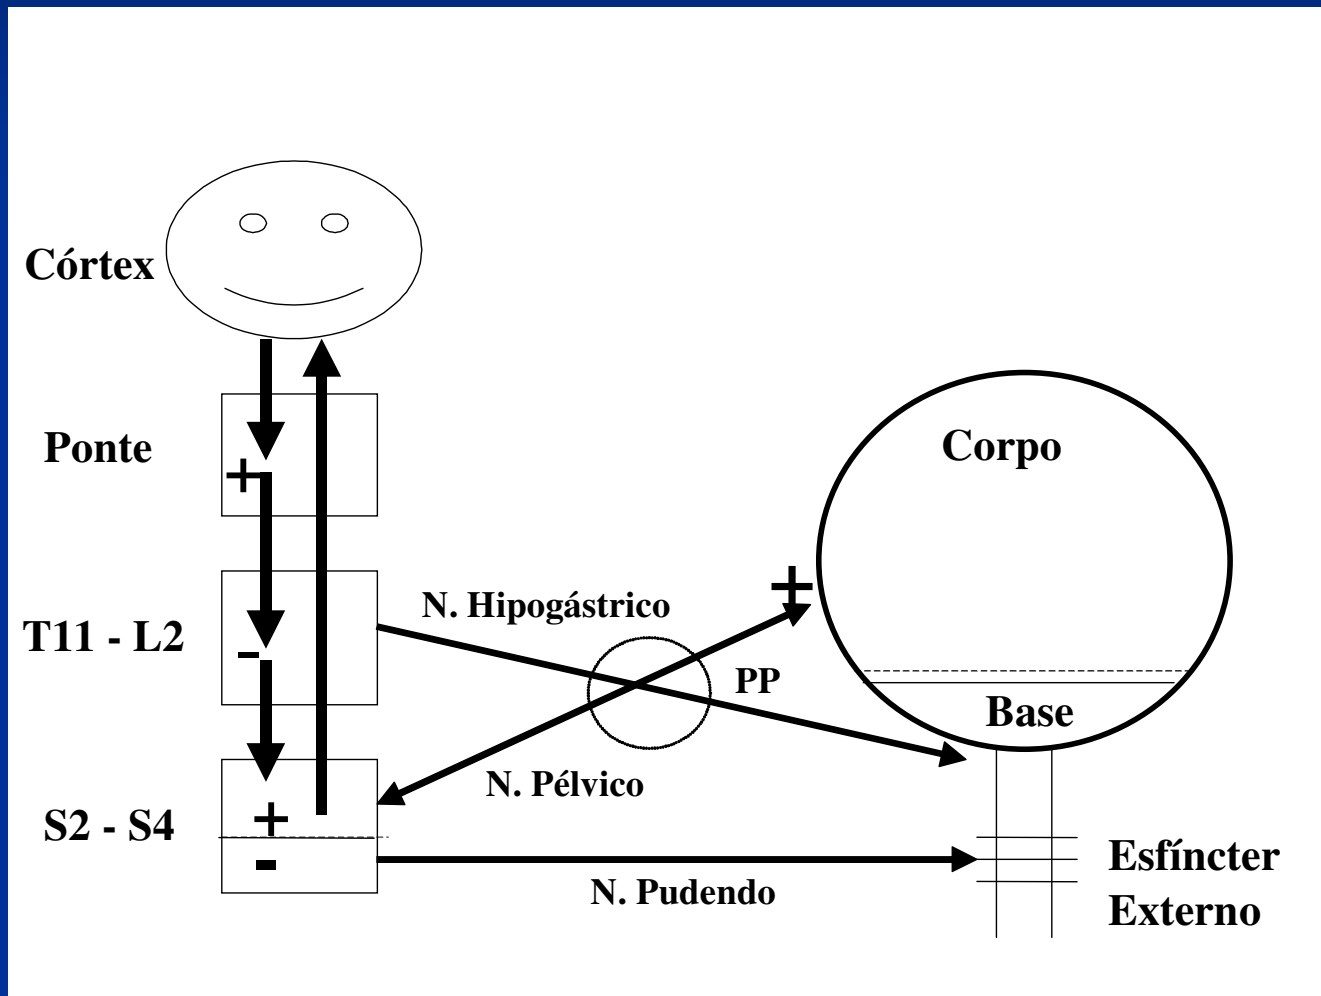 Córtex
Ponte
+
Corpo
+
N. Hipogástrico
T11 - L2
-
PP
Base
N. Pélvico
S2 - S4
+
-
N. Pudendo
Esfíncter
Externo